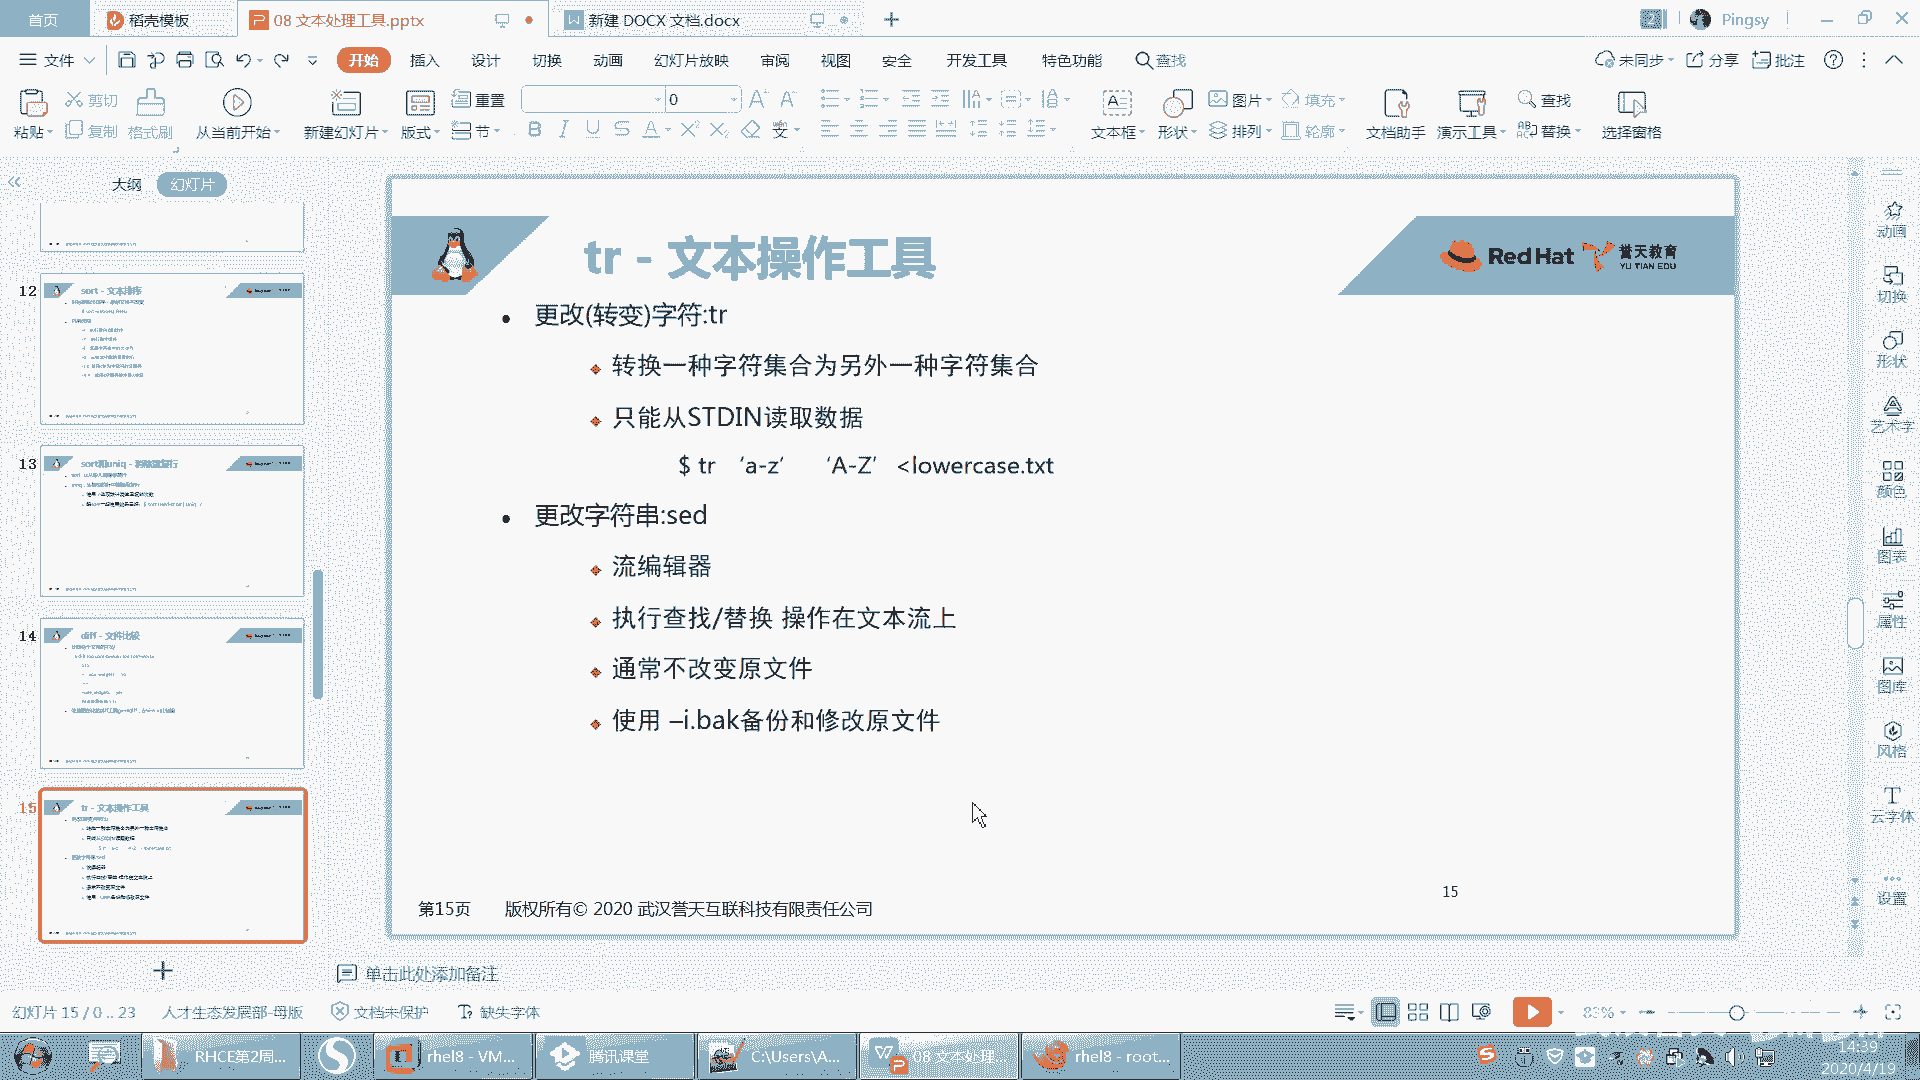 首页
稻壳模板
08 文本处理工具.pptx
新建 DOCX 文档.docx
Pingsy
文件
开始
插入
设计
切换
动画
幻灯片放映
审阅
视图
安全
开发工具
特色功能
查找
未同步
分享
批注
剪切
重置
0
图片
填充
查找
粘贴
复制
格式刷
从当前开始
新建幻灯片
版式
节
文本框
形状
排列
轮廓
文档助手
演示工具
替换
选择窗格
大纲
幻灯片
12
sort - 文本排序
13
sort和uniq - 消除重复行
14
diff - 文件比较
15
tr - 文本操作工具
tr - 文本操作工具
Red Hat
誉天教育
YU TIAN EDU
• 更改(转变)字符:tr
转换一种字符集合为另外一种字符集合
只能从STDIN读取数据
$ tr ‘a-z’ ‘A-Z’ <lowercase.txt
• 更改字符串:sed
流编辑器
执行查找/替换 操作在文本流上
通常不改变原文件
使用 –i.bak备份和修改原文件
15
第15页 版权所有© 2020 武汉誉天互联科技有限责任公司
动画
切换
形状
艺术字
颜色
图表
属性
图库
风格
云字体
设置
单击此处添加备注
幻灯片 15 / 0 .. 23
人才生态发展部-母版
文档未保护
缺失字体
83%
RHCE第2周...
rhel8 - VM...
腾讯课堂
C:\Users\A...
08 文本处理...
rhel8 - root...
14:39
2020/4/19